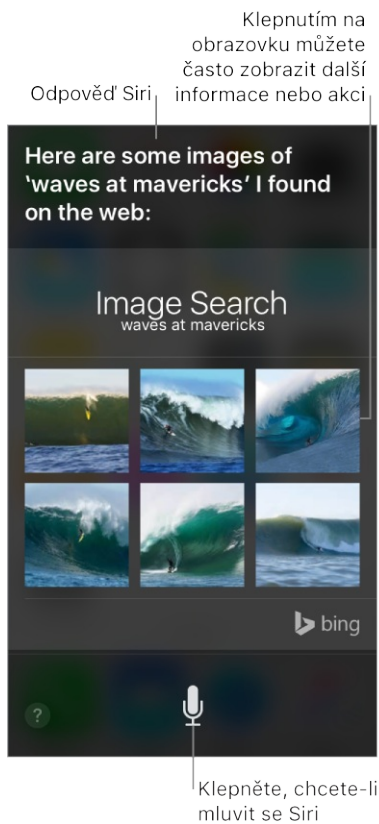 Klepnutím na
obrazovku můžete
často zobrazit další
informace nebo akci
Odpověď Siri
Here are some images of
‘waves at mavericks’ I found
on the web:
Image Search
waves at mavericks
bing
?
Klepněte, chcete-li
mluvit se Siri